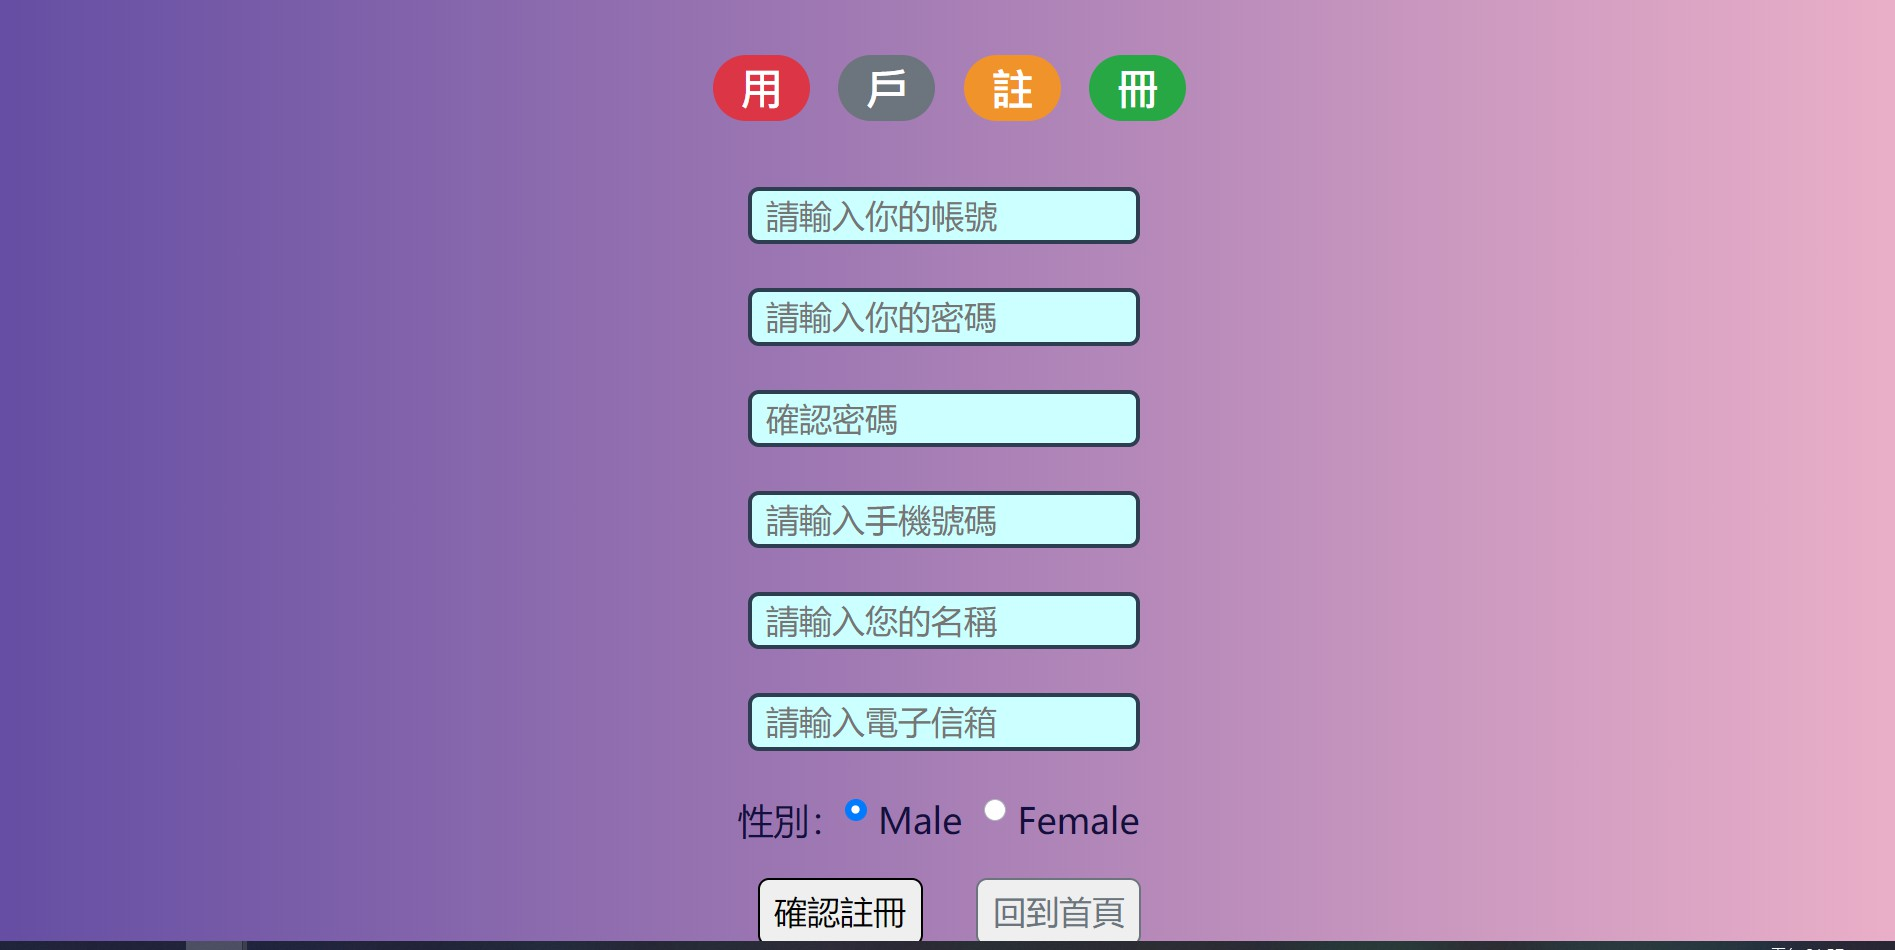 用 戶 註 冊
請輸入你的帳號
請輸入你的密碼
確認密碼
請輸入手機號碼
請輸入您的名稱
請輸入電子信箱
性別: Male Female
確認註冊 回到首頁